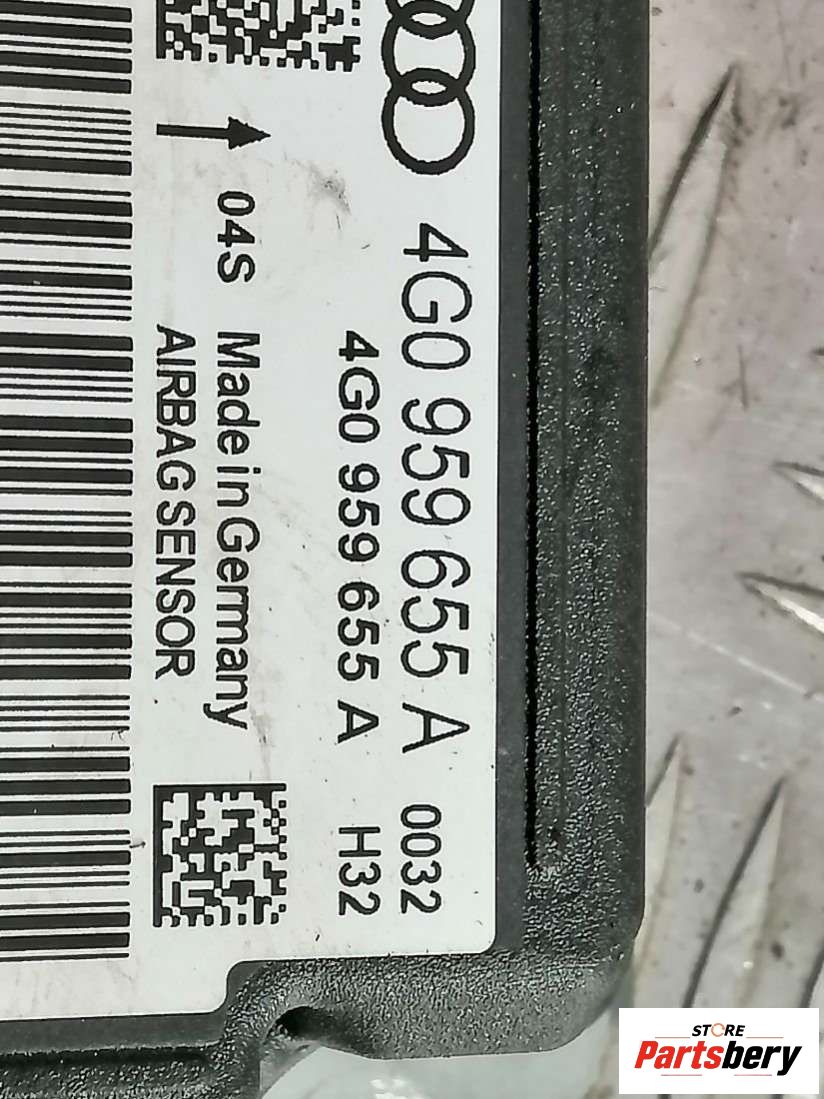 4G0 959 655 A 0032
4G0 959 655 A H32
04S Made in Germany
AIRBAG SENSOR
STORE
Partsbery